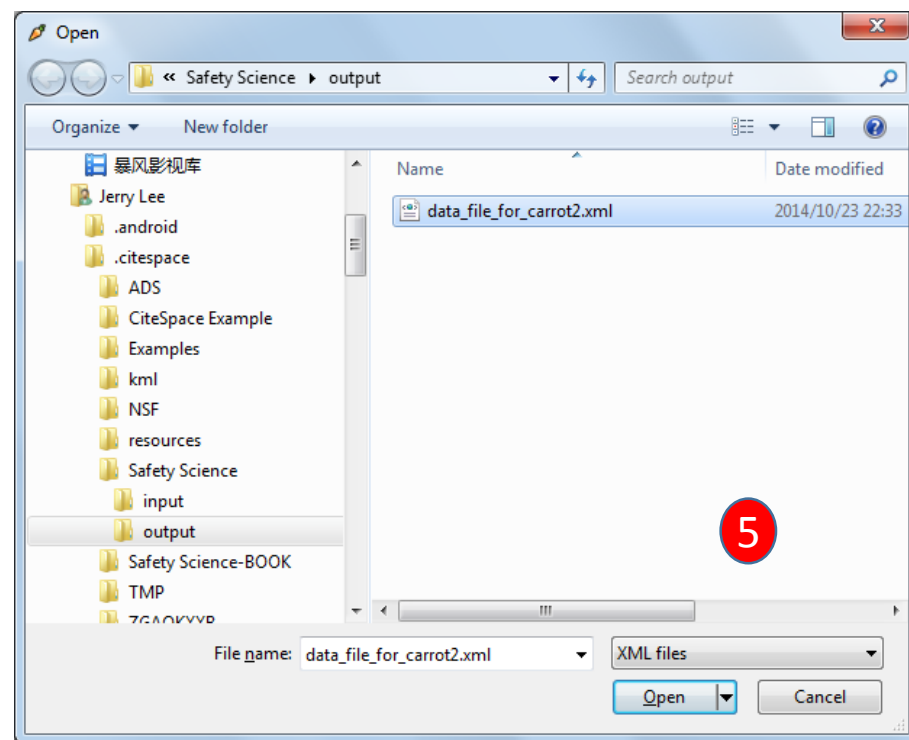 Open
« Safety Science ▸ output
Search output
Organize ▼ New folder
Name Date modified
暴风影视库
Jerry Lee
.android
.citespace
ADS
CiteSpace Example
Examples
kml
NSF
resources
Safety Science
input
output
Safety Science-BOOK
TMP
data_file_for_carrot2.xml 2014/10/23 22:33
5
File name: data_file_for_carrot2.xml XML files
Open Cancel